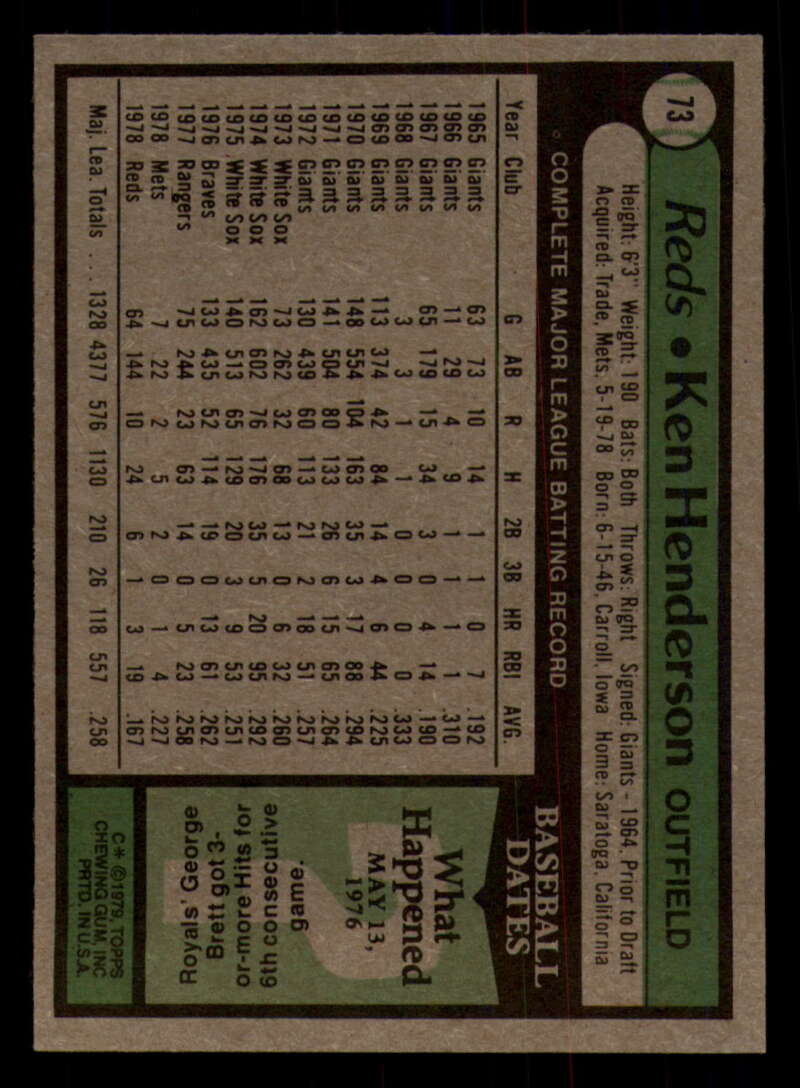 73
Reds • Ken Henderson OUTFIELD
Height: 6'3" Weight: 190 Bats: Both Throws: Right Signed: Giants - 1964, Prior to Draft
Acquired: Trade, Mets, 5-19-78 Born: 6-15-46, Carroll, Iowa Home: Saratoga, California
COMPLETE MAJOR LEAGUE BATTING RECORD
Year Club G AB R H 2B 3B HR RBI AVG.
1965 Giants 63 73 10 14 1 1 0 7 .192
1966 Giants 11 29 4 9 1 1 1 1 .310
1967 Giants 65 179 15 34 3 0 4 14 .190
1968 Giants 3 3 1 1 0 0 0 0 .333
1969 Giants 113 374 42 84 14 4 6 44 .225
1970 Giants 148 554 104 163 35 3 17 88 .294
1971 Giants 141 504 80 133 26 6 15 65 .264
1972 Giants 130 439 60 113 21 2 18 51 .257
1973 White Sox 73 262 32 68 13 0 6 32 .260
1974 White Sox 162 602 76 176 35 5 20 95 .292
1975 White Sox 140 513 65 129 20 3 9 53 .251
1976 Braves 133 435 52 114 19 0 13 61 .262
1977 Rangers 75 244 23 63 14 0 5 23 .258
1978 Mets 7 22 2 5 2 0 1 4 .227
1978 Reds 64 144 10 24 6 1 3 19 .167
Maj. Lea. Totals . . . 1328 4377 576 1130 210 26 118 557 .258
BASEBALL
DATES
What
Happened
MAY 13,
1976
Royals' George
Brett got 3-
or-more Hits for
6th consecutive
game.
C* ©1979, TOPPS
CHEWING GUM, INC
PRTD. IN U.S.A.